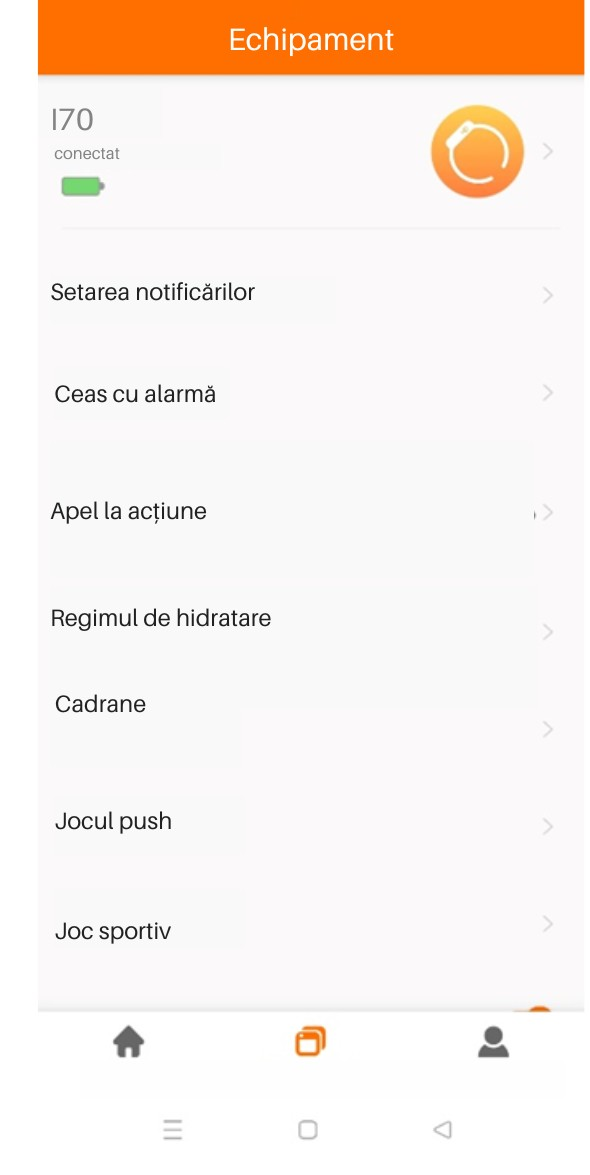 Echipament
I70
conectat
Setarea notificărilor
Ceas cu alarmă
Apel la acțiune
Regimul de hidratare
Cadrane
Jocul push
Joc sportiv